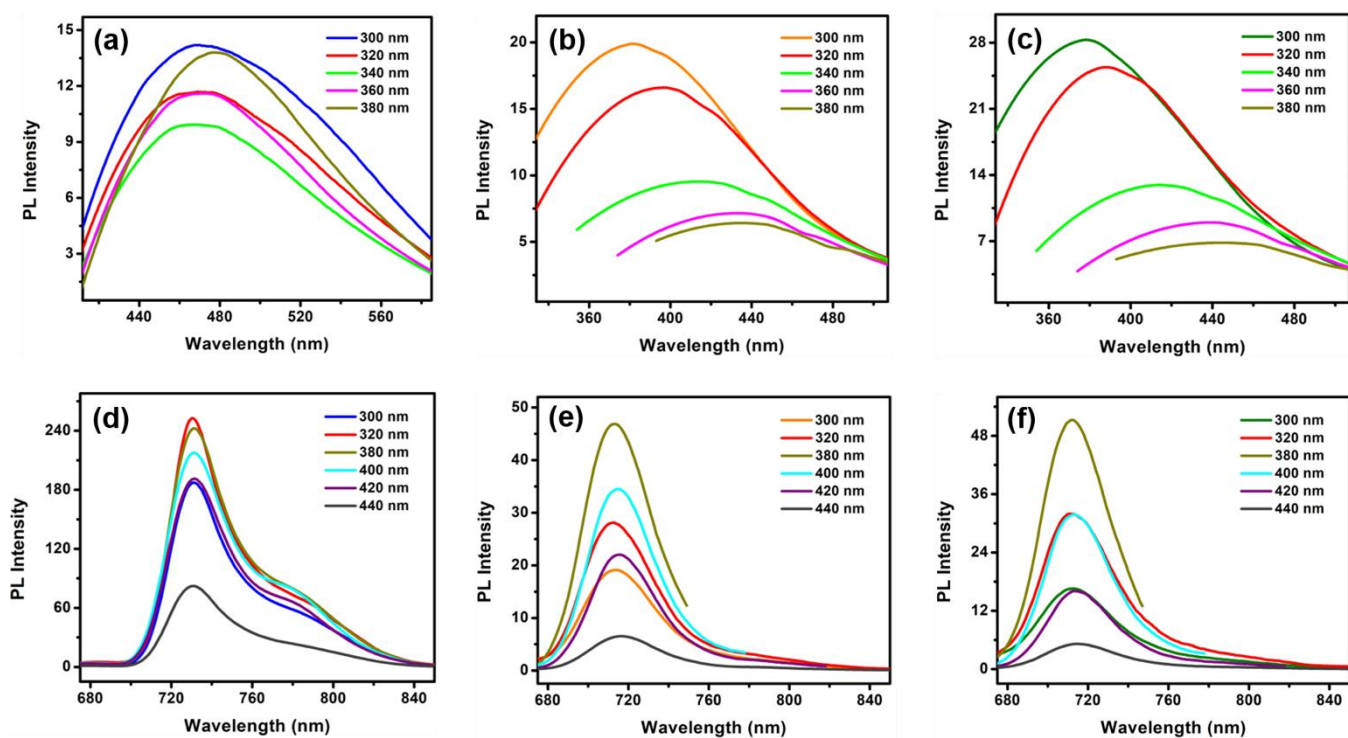 (a)
300 nm
320 nm
340 nm
360 nm
380 nm
15
12
9
6
3
PL Intensity
440 480 520 560
Wavelength (nm)
(b)
300 nm
320 nm
340 nm
360 nm
380 nm
20
15
10
5
PL Intensity
360 400 440 480
Wavelength (nm)
(c)
300 nm
320 nm
340 nm
360 nm
380 nm
28
21
14
7
PL Intensity
360 400 440 480
Wavelength (nm)
(d)
300 nm
320 nm
380 nm
400 nm
420 nm
440 nm
240
180
120
60
0
PL Intensity
680 720 760 800 840
Wavelength (nm)
(e)
300 nm
320 nm
380 nm
400 nm
420 nm
440 nm
50
40
30
20
10
0
PL Intensity
680 720 760 800 840
Wavelength (nm)
(f)
300 nm
320 nm
380 nm
400 nm
420 nm
440 nm
48
36
24
12
0
PL Intensity
680 720 760 800 840
Wavelength (nm)